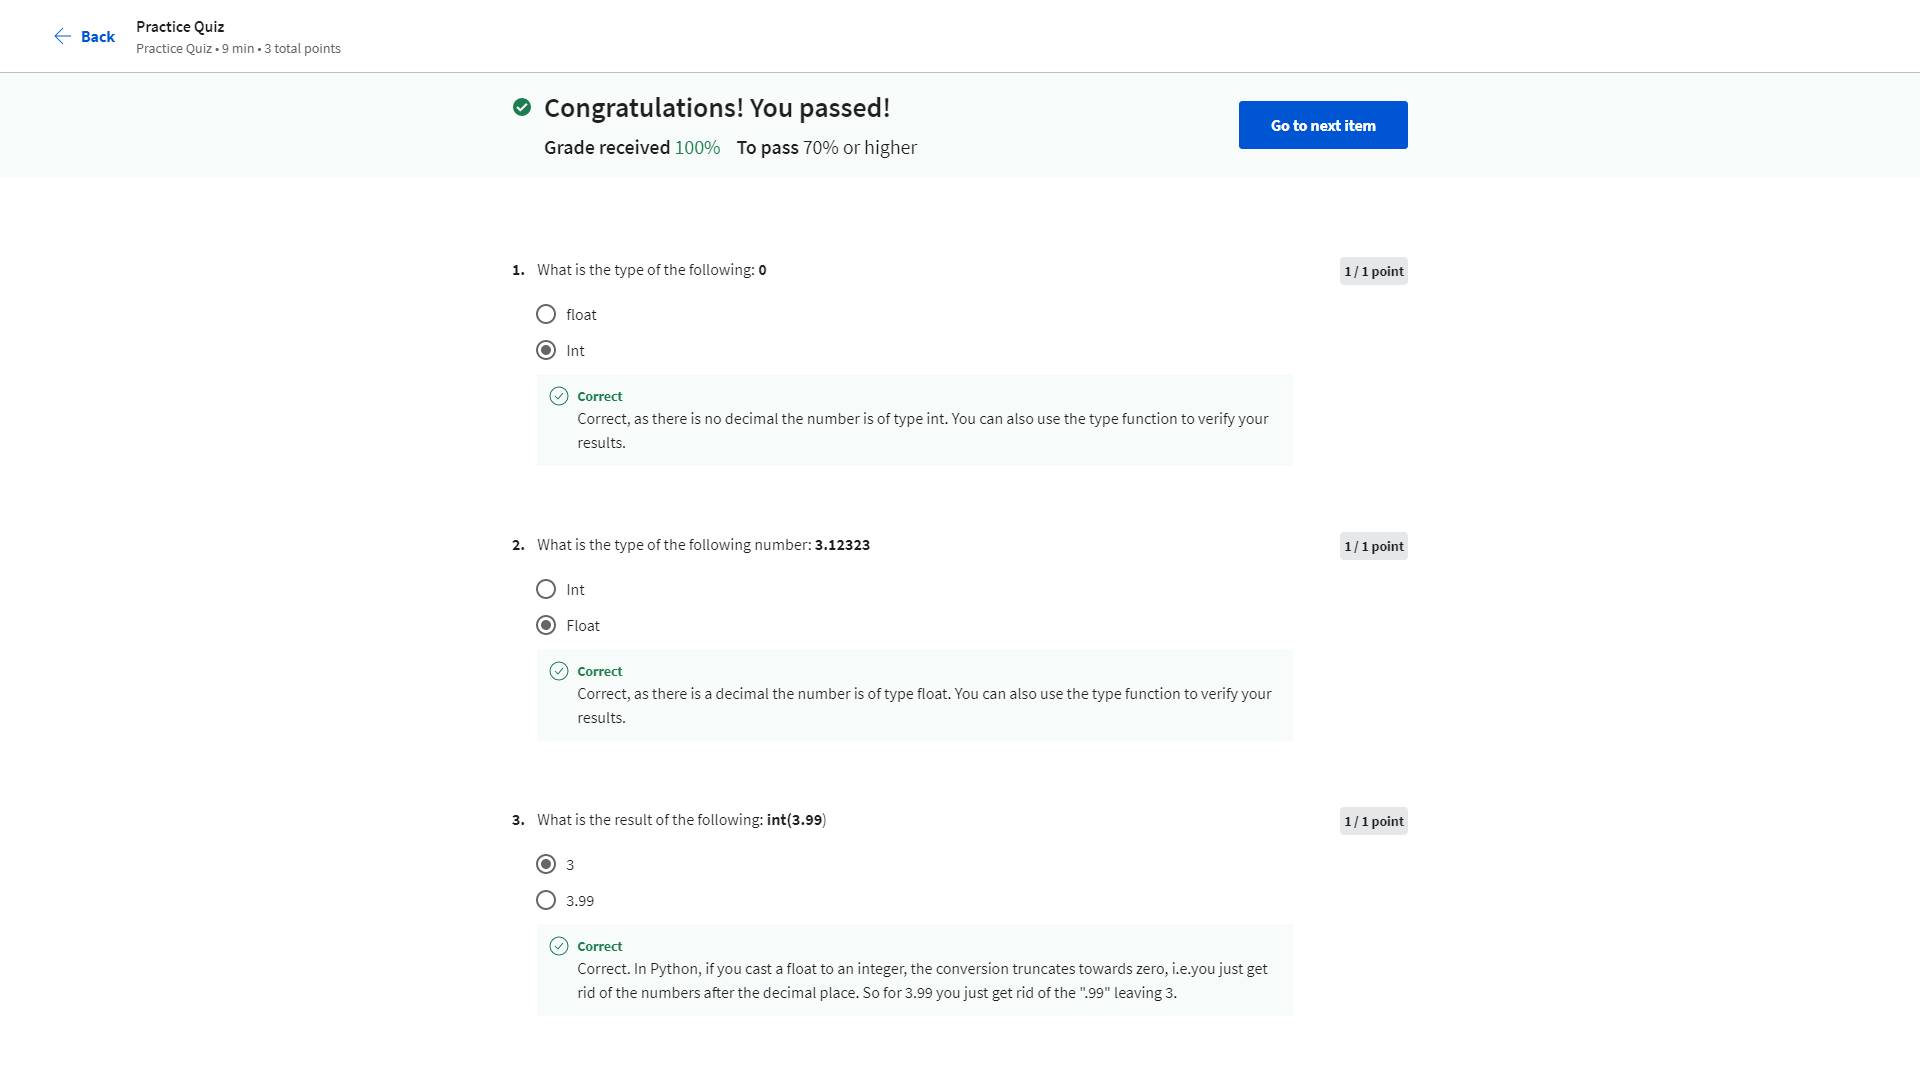 Back
Practice Quiz
Practice Quiz • 9 min • 3 total points
Congratulations! You passed!
Grade received 100% To pass 70% or higher
Go to next item
1. What is the type of the following: 0
1 / 1 point
float
Int
Correct
Correct, as there is no decimal the number is of type int. You can also use the type function to verify your
results.
2. What is the type of the following number: 3.12323
1 / 1 point
Int
Float
Correct
Correct, as there is a decimal the number is of type float. You can also use the type function to verify your
results.
3. What is the result of the following: int(3.99)
1 / 1 point
3
3.99
Correct
Correct. In Python, if you cast a float to an integer, the conversion truncates towards zero, i.e.you just get
rid of the numbers after the decimal place. So for 3.99 you just get rid of the ".99" leaving 3.